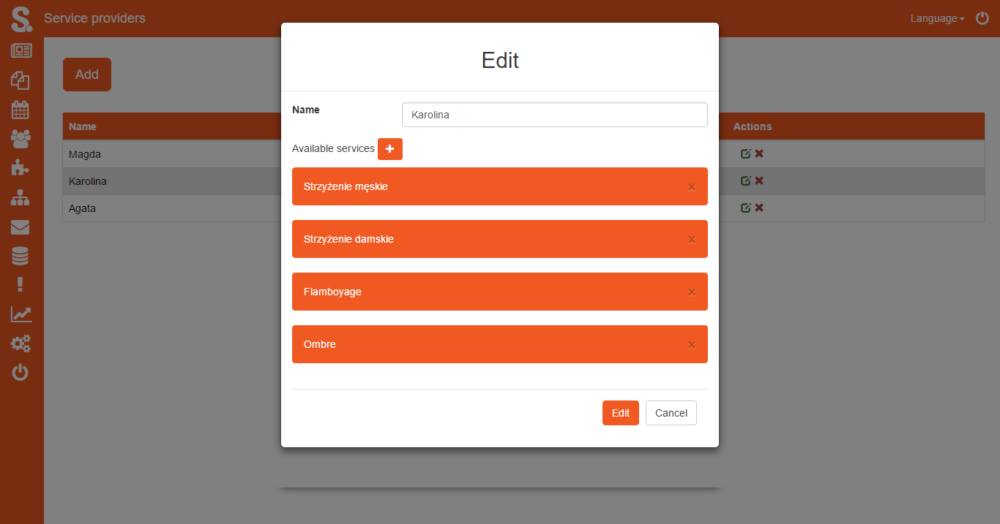 S.
Service providers
Language
Add
Name
Actions
Magda
Karolina
Agata
Edit
Name
Karolina
Available services
Strzyżenie męskie
Strzyżenie damskie
Flamboyage
Ombre
Edit
Cancel